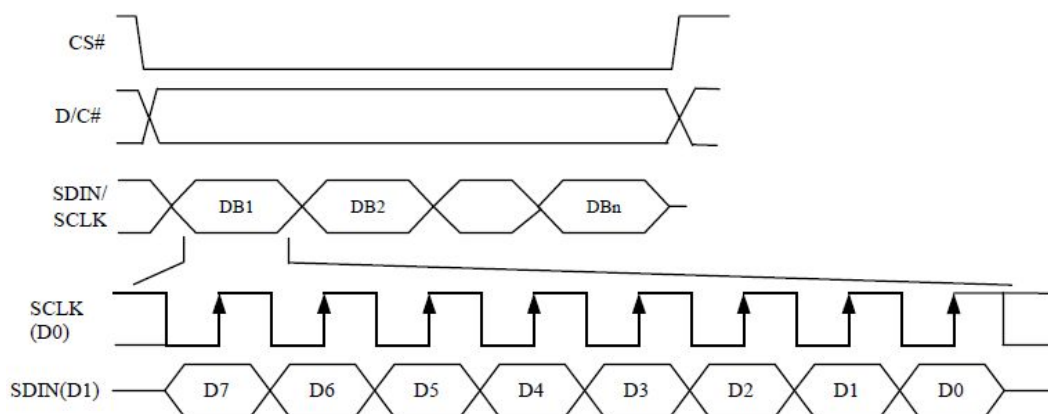 CS#
D/C#
SDIN/
SCLK
DB1 DB2 DBn
SCLK
(D0)
SDIN(D1) D7 D6 D5 D4 D3 D2 D1 D0